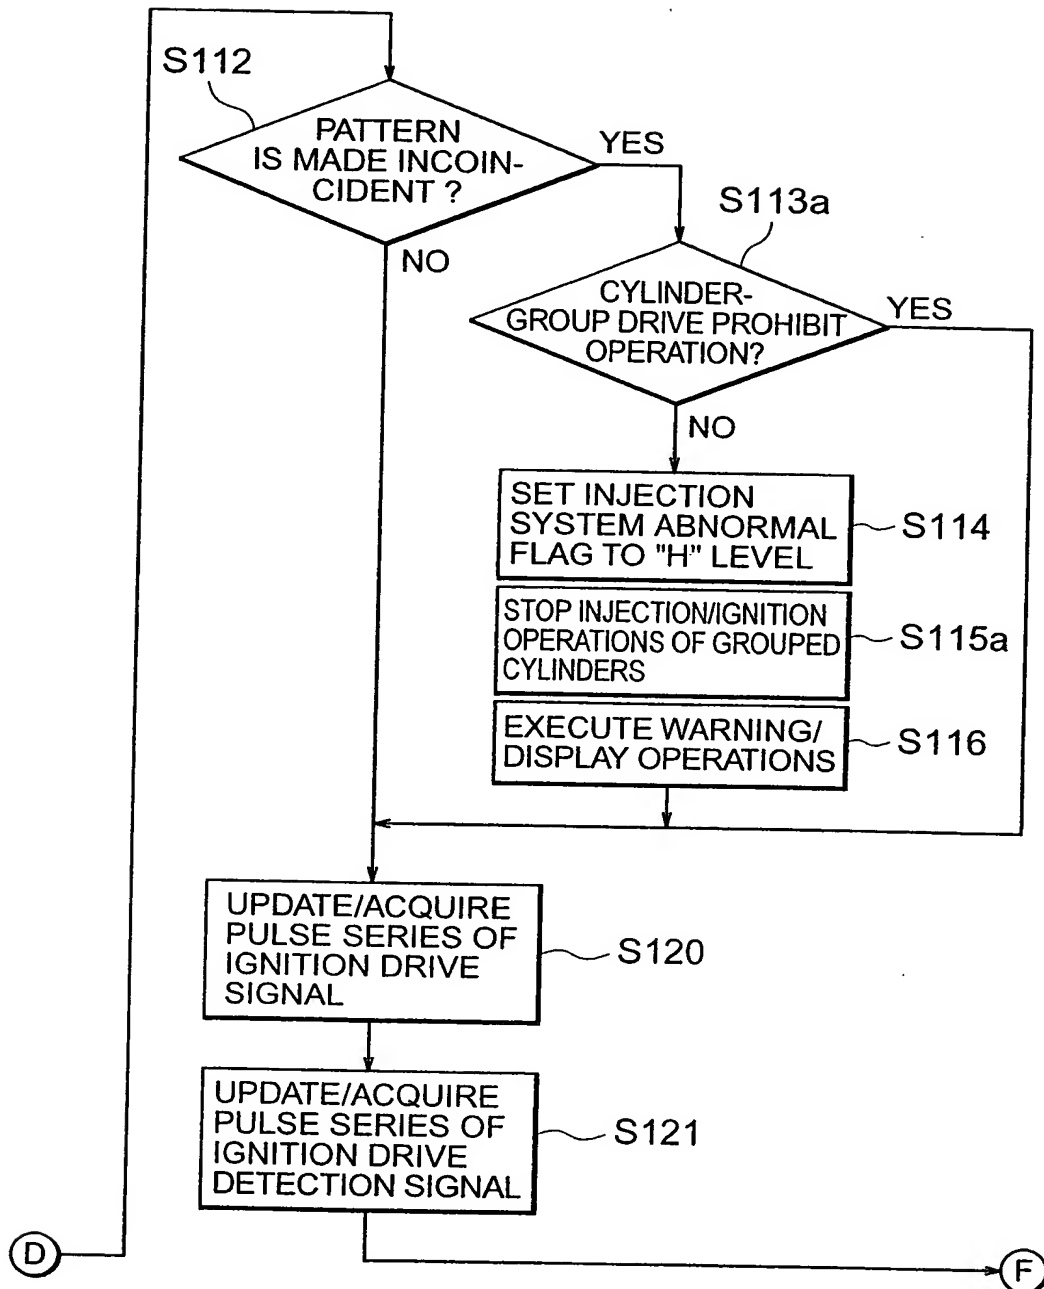 S112
PATTERN
IS MADE INCOIN-
CIDENT ?
YES
NO
S113a
CYLINDER-
GROUP DRIVE PROHIBIT
OPERATION?
YES
NO
SET INJECTION
SYSTEM ABNORMAL
FLAG TO "H" LEVEL
S114
STOP INJECTION/IGNITION
OPERATIONS OF GROUPED
CYLINDERS
S115a
EXECUTE WARNING/
DISPLAY OPERATIONS
S116
UPDATE/ACQUIRE
PULSE SERIES OF
IGNITION DRIVE
SIGNAL
S120
UPDATE/ACQUIRE
PULSE SERIES OF
IGNITION DRIVE
DETECTION SIGNAL
S121
D
F